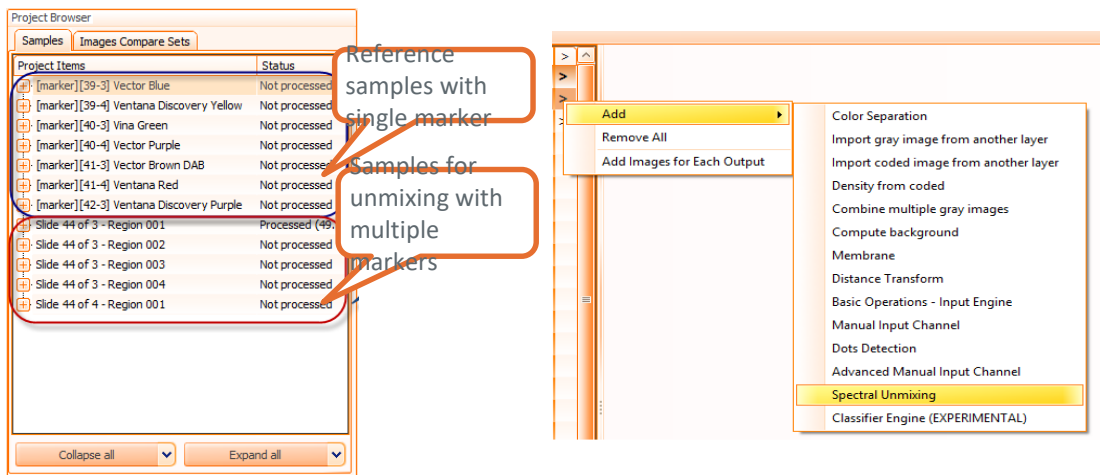 Project Browser
Samples
Images Compare Sets
Project Items
Status
[marker][39-3] Vector Blue
Not processed
[marker][39-4] Ventana Discovery Yellow
Not processed
[marker][40-3] Vina Green
Not processed
[marker][40-4] Vector Purple
Not processed
[marker][41-3] Vector Brown DAB
Not processed
[marker][41-4] Ventana Red
Not processed
[marker][42-3] Ventana Discovery Purple
Not processed
Slide 44 of 3 - Region 001
Processed (49.
Slide 44 of 3 - Region 002
Not processed
Slide 44 of 3 - Region 003
Not processed
Slide 44 of 3 - Region 004
Not processed
Slide 44 of 4 - Region 001
Not processed
Collapse all
Expand all
Reference
samples with
single marker
Samples for
unmixing with
multiple
markers
>
>
>
>
Add
Remove All
Add Images for Each Output
Color Separation
Import gray image from another layer
Import coded image from another layer
Density from coded
Combine multiple gray images
Compute background
Membrane
Distance Transform
Basic Operations - Input Engine
Manual Input Channel
Dots Detection
Advanced Manual Input Channel
Spectral Unmixing
Classifier Engine (EXPERIMENTAL)